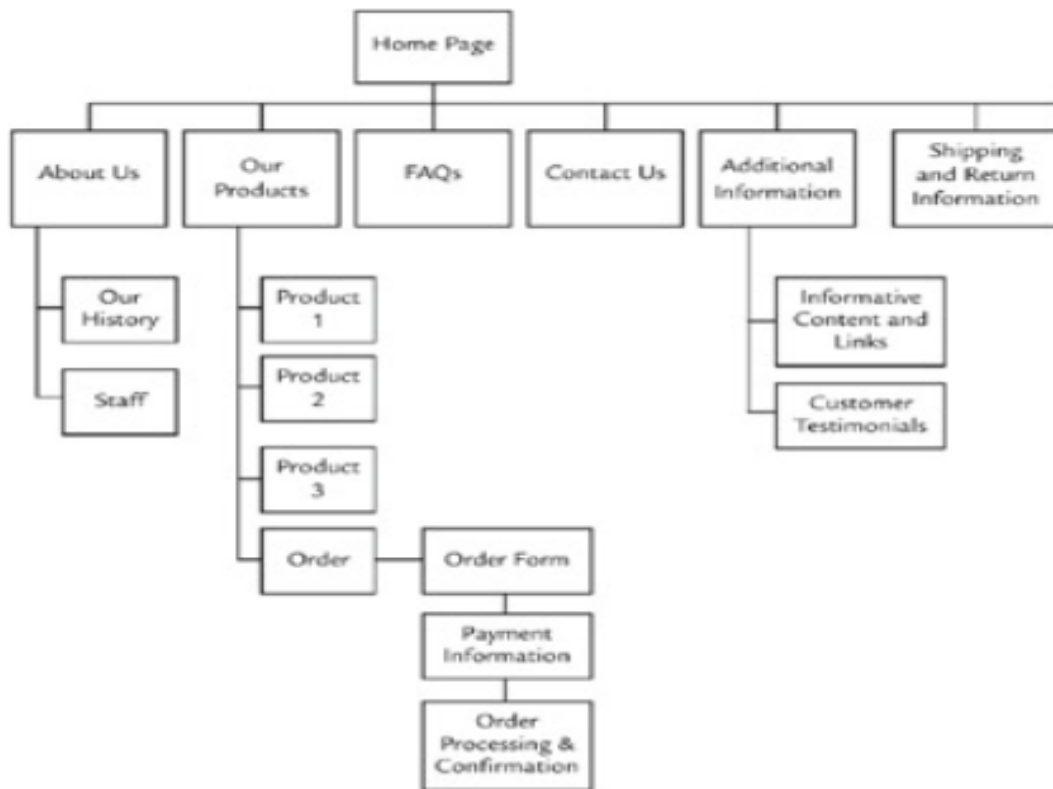 Home Page
About Us
Our
Products
FAQs
Contact Us
Additional
Information
Shipping
and Return
Information
Our
History
Staff
Product
1
Product
2
Product
3
Order
Order Form
Payment
Information
Order
Processing &
Confirmation
Informative
Content and
Links
Customer
Testimonials